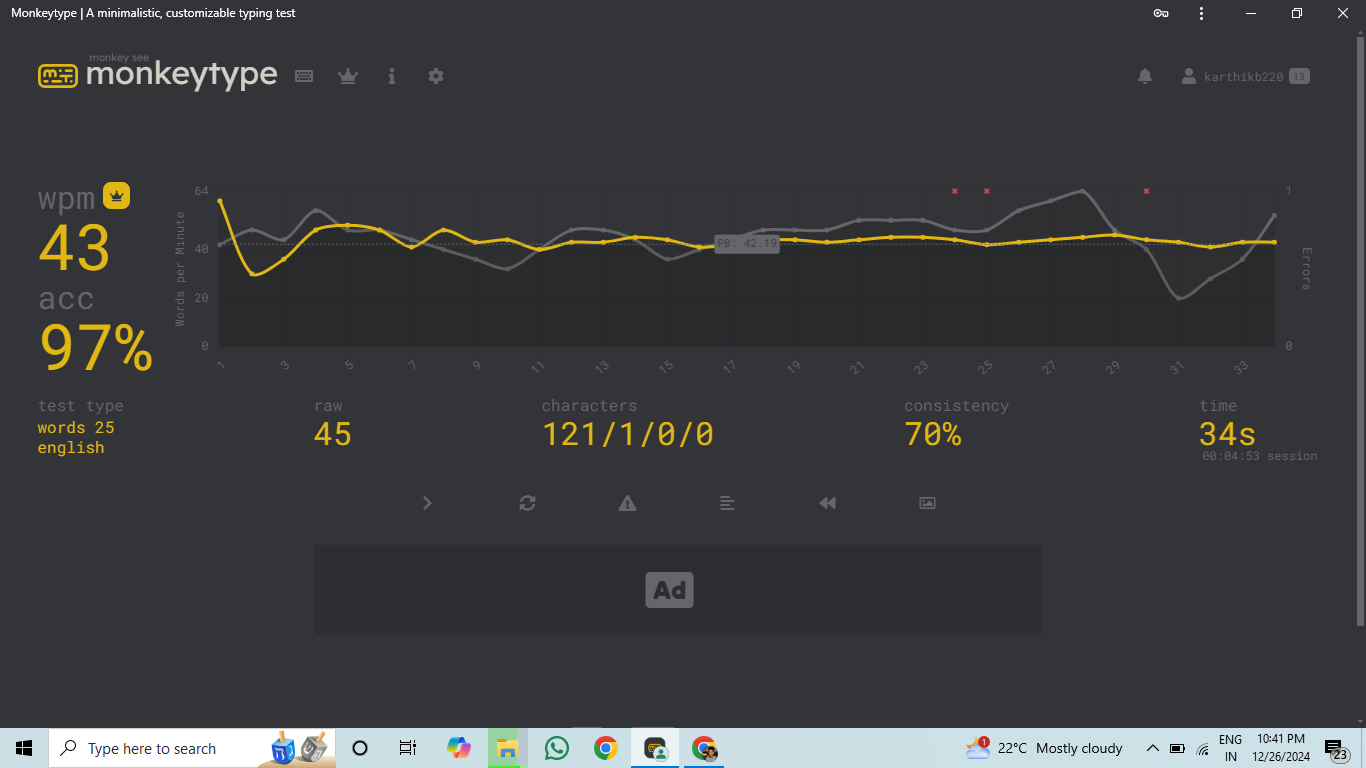 Monkeytype | A minimalistic, customizable typing test
monkey see
monkeytype
karthikb220 13
wpm
43
acc
97%
Words per Minute
64
40
20
0
PB: 42.19
1
0
Errors
1 3 5 7 9 11 13 15 17 19 21 23 25 27 29 31 33
test type
words 25
english
raw
45
characters
121/1/0/0
consistency
70%
time
34s
00:04:53 session
Ad
Type here to search
1
22°C Mostly cloudy
ENG
IN
10:41 PM
12/26/2024
23